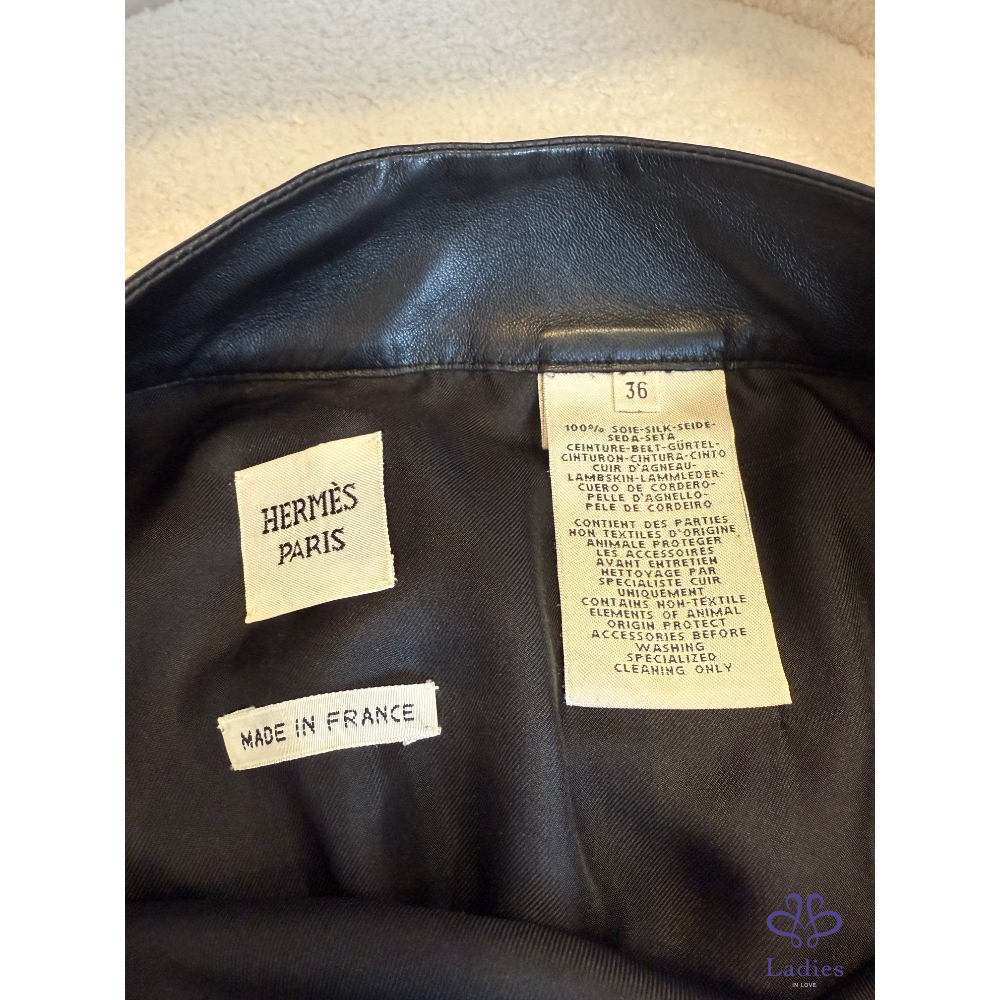 HERMÈS
PARIS
MADE IN FRANCE
36
100% SOIE-SILK-SEIDE-
SEDA-SETA
CEINTURE-BELT-GÜRTEL-
CINTURON-CINTURA-CINTO
CUIR D'AGNEAU-
LAMBSKIN-LAMMLEDER-
CUERO DE CORDERO-
PELLE D'AGNELLO-
PELE DE CORDEIRO
CONTIENT DES PARTIES
NON TEXTILES D'ORIGINE
ANIMALE PROTEGER
LES ACCESSOIRES
AVANT ENTRETIEN
NETTOYAGE PAR
SPECIALISTE CUIR
UNIQUEMENT
CONTAINS NON-TEXTILE
ELEMENTS OF ANIMAL
ORIGIN PROTECT
ACCESSORIES BEFORE
WASHING
SPECIALIZED
CLEANING ONLY
Ladies
IN LOVE